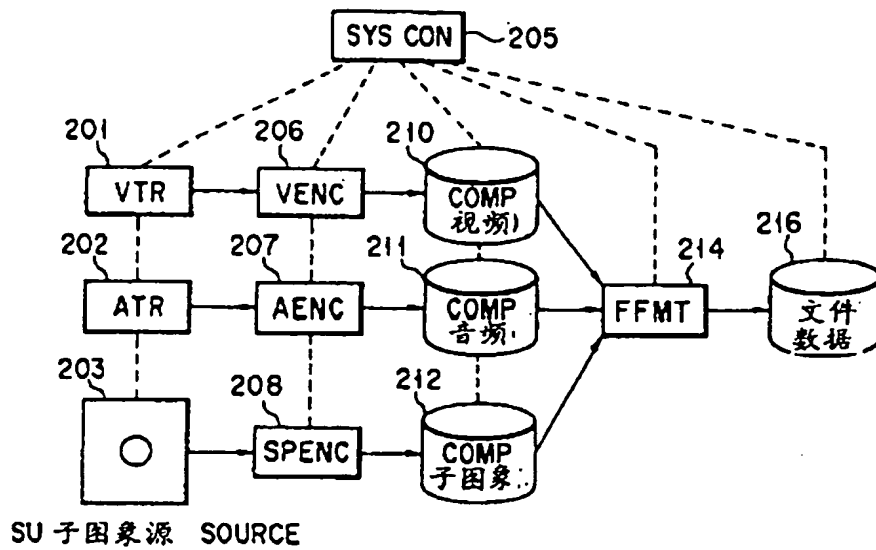 SYS CON
205
201
206
210
VTR
VENC
COMP
视频
202
207
211
214
216
ATR
AENC
COMP
音频
FFMT
文件
数据
203
208
212
SPENC
COMP
子图象
SU 子图象源 SOURCE